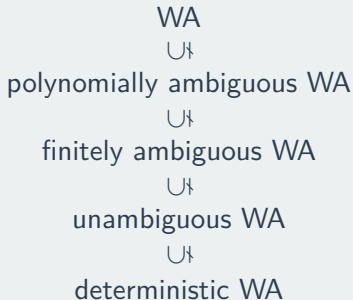 WA
⊍∤
polynomially ambiguous WA
⊍∤
finitely ambiguous WA
⊍∤
unambiguous WA
⊍∤
deterministic WA